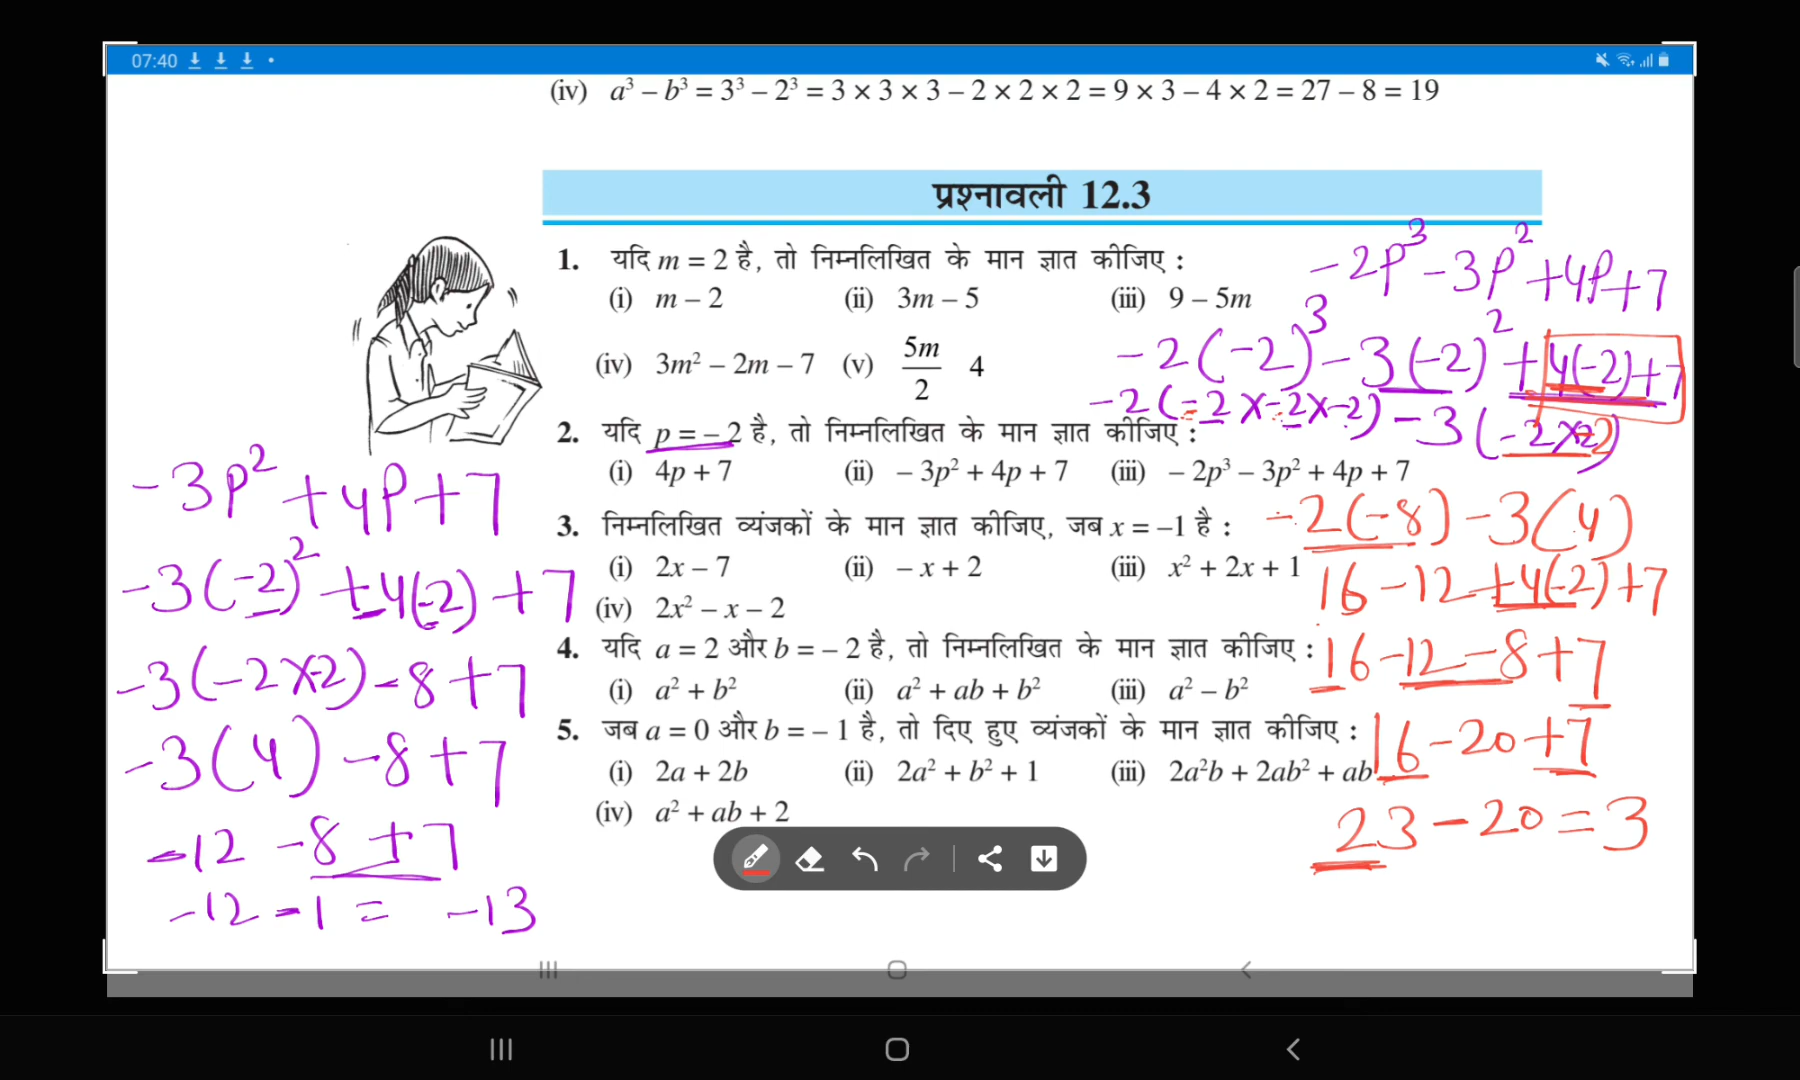 07:40
(iv) a³ – b³ = 3³ – 2³ = 3 × 3 × 3 – 2 × 2 × 2 = 9 × 3 – 4 × 2 = 27 – 8 = 19
प्रश्नावली 12.3
1. यदि m = 2 है, तो निम्नलिखित के मान ज्ञात कीजिए :
(i) m – 2 (ii) 3m – 5 (iii) 9 – 5m
(iv) 3m² – 2m – 7 (v) 5m/2 4
2. यदि p = – 2 है, तो निम्नलिखित के मान ज्ञात कीजिए :
(i) 4p + 7 (ii) – 3p² + 4p + 7 (iii) – 2p³ – 3p² + 4p + 7
3. निम्नलिखित व्यंजकों के मान ज्ञात कीजिए, जब x = –1 है :
(i) 2x – 7 (ii) – x + 2 (iii) x² + 2x + 1
(iv) 2x² – x – 2
4. यदि a = 2 और b = – 2 है, तो निम्नलिखित के मान ज्ञात कीजिए :
(i) a² + b² (ii) a² + ab + b² (iii) a² – b²
5. जब a = 0 और b = – 1 है, तो दिए हुए व्यंजकों के मान ज्ञात कीजिए :
(i) 2a + 2b (ii) 2a² + b² + 1 (iii) 2a²b + 2ab² + ab
(iv) a² + ab + 2
-3p² + 4p + 7
-3(-2)² + 4(-2) + 7
-3(-2×-2) -8 + 7
-3(4) -8 + 7
-12 -8 + 7
-12 -1 = -13
-2p³ -3p² +4p+7
-2(-2)³ -3(-2)² +4(-2)+7
-2(-2×-2×-2) -3(-2×-2)
-2(-8) -3(4)
16 -12 +4(-2)+7
16 -12 -8+7
16 -20 +7
23 -20 = 3